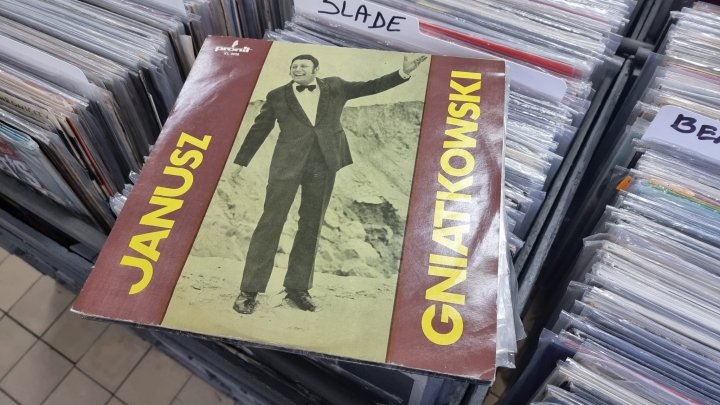 SLADE
pronit
JANUSZ
GNIATKOWSKI